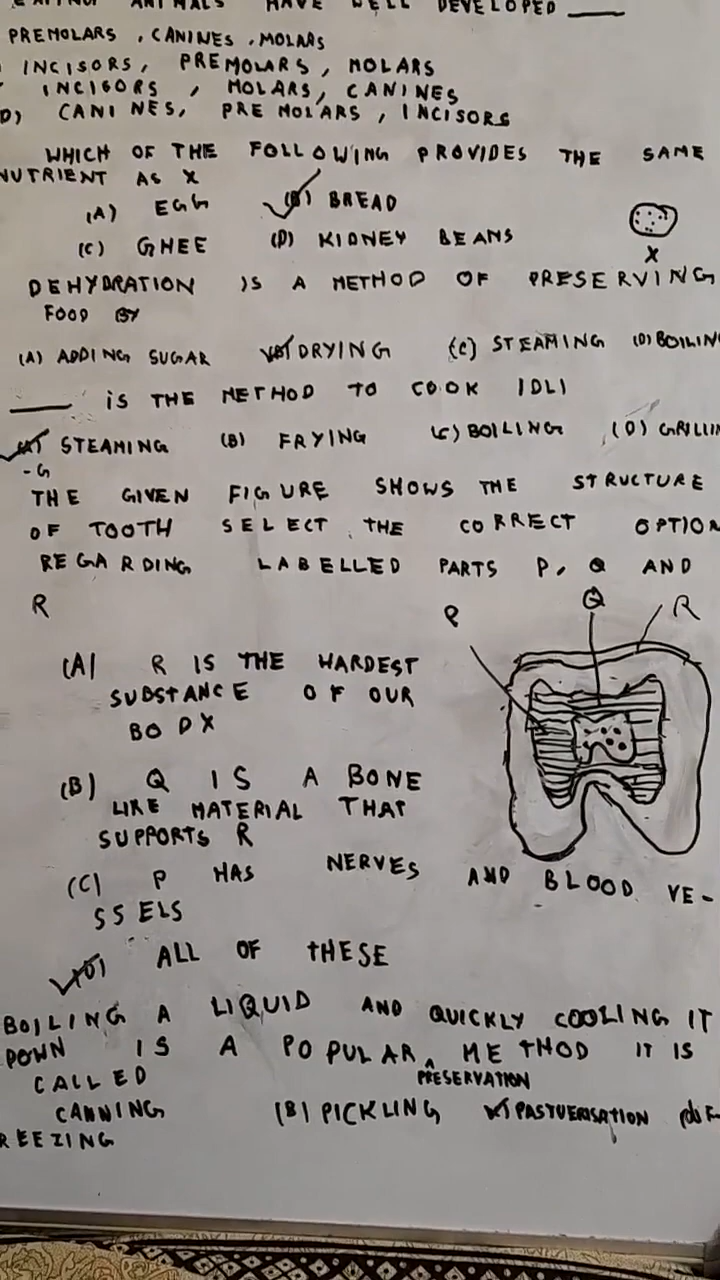 ANIMALS HAVE WELL DEVELOPED ____
PREMOLARS , CANINES , MOLARS
INCISORS, PREMOLARS, MOLARS
INCISORS , MOLARS, CANINES
D) CANINES, PREMOLARS, INCISORS
WHICH OF THE FOLLOWING PROVIDES THE SAME
NUTRIENT AS X
(A) EGG (B) BREAD
(C) GHEE (D) KIDNEY BEANS
X
DEHYDRATION IS A METHOD OF PRESERVING
FOOD BY
(A) ADDING SUGAR (B) DRYING (C) STEAMING (D) BOILIN
____ IS THE METHOD TO COOK IDLI
(A) STEAMING (B) FRYING (C) BOILING (D) GRILLIN
-G
THE GIVEN FIGURE SHOWS THE STRUCTURE
OF TOOTH SELECT THE CORRECT OPTION
REGARDING LABELLED PARTS P, Q AND
R
P Q R
(A) R IS THE HARDEST
SUBSTANCE OF OUR
BODX
(B) Q IS A BONE
LIKE MATERIAL THAT
SUPPORTS R
(C) P HAS NERVES AND BLOOD VE-
SSELS
(D) ALL OF THESE
BOILING A LIQUID AND QUICKLY COOLING IT
DOWN IS A POPULAR PRESERVATION METHOD IT IS
CALLED
CANNING (B) PICKLING PASTUERISATION (D) F
REEZING